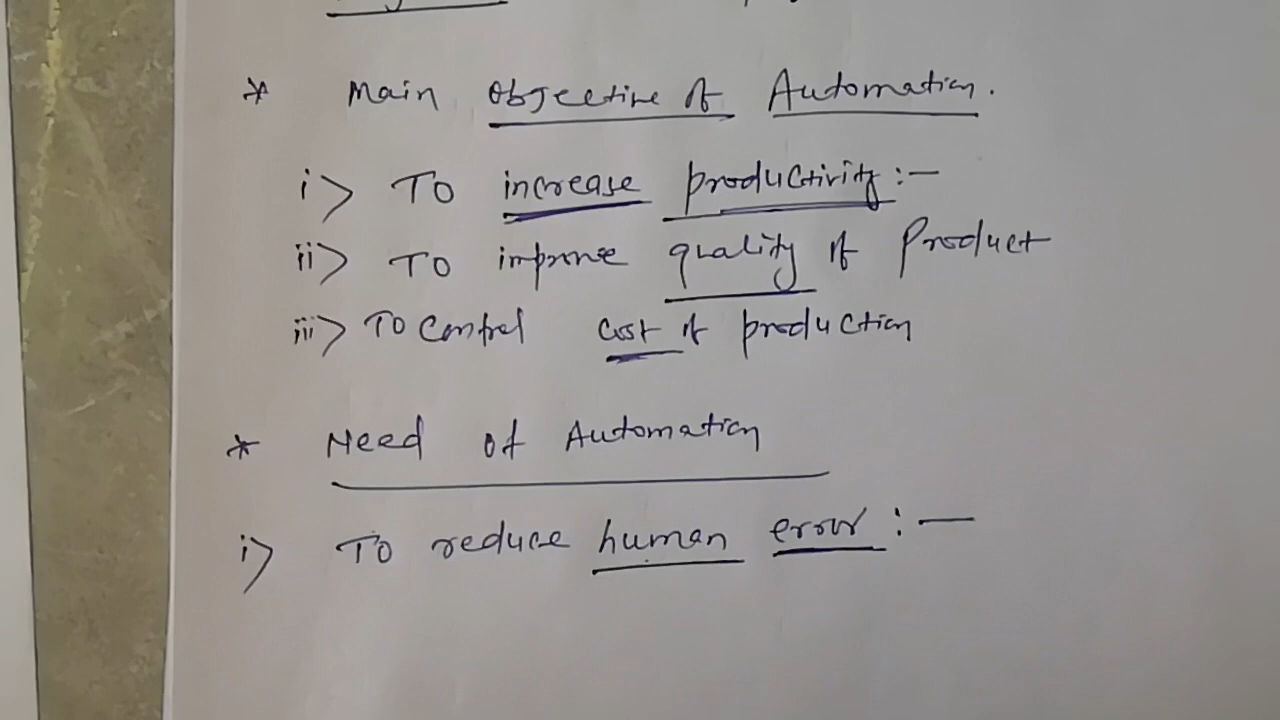 * Main Objective of Automation.
i> To increase productivity :-
ii> To improve quality of Product
iii> To Control Cost of production
* Need of Automation
i> To reduce human error :-